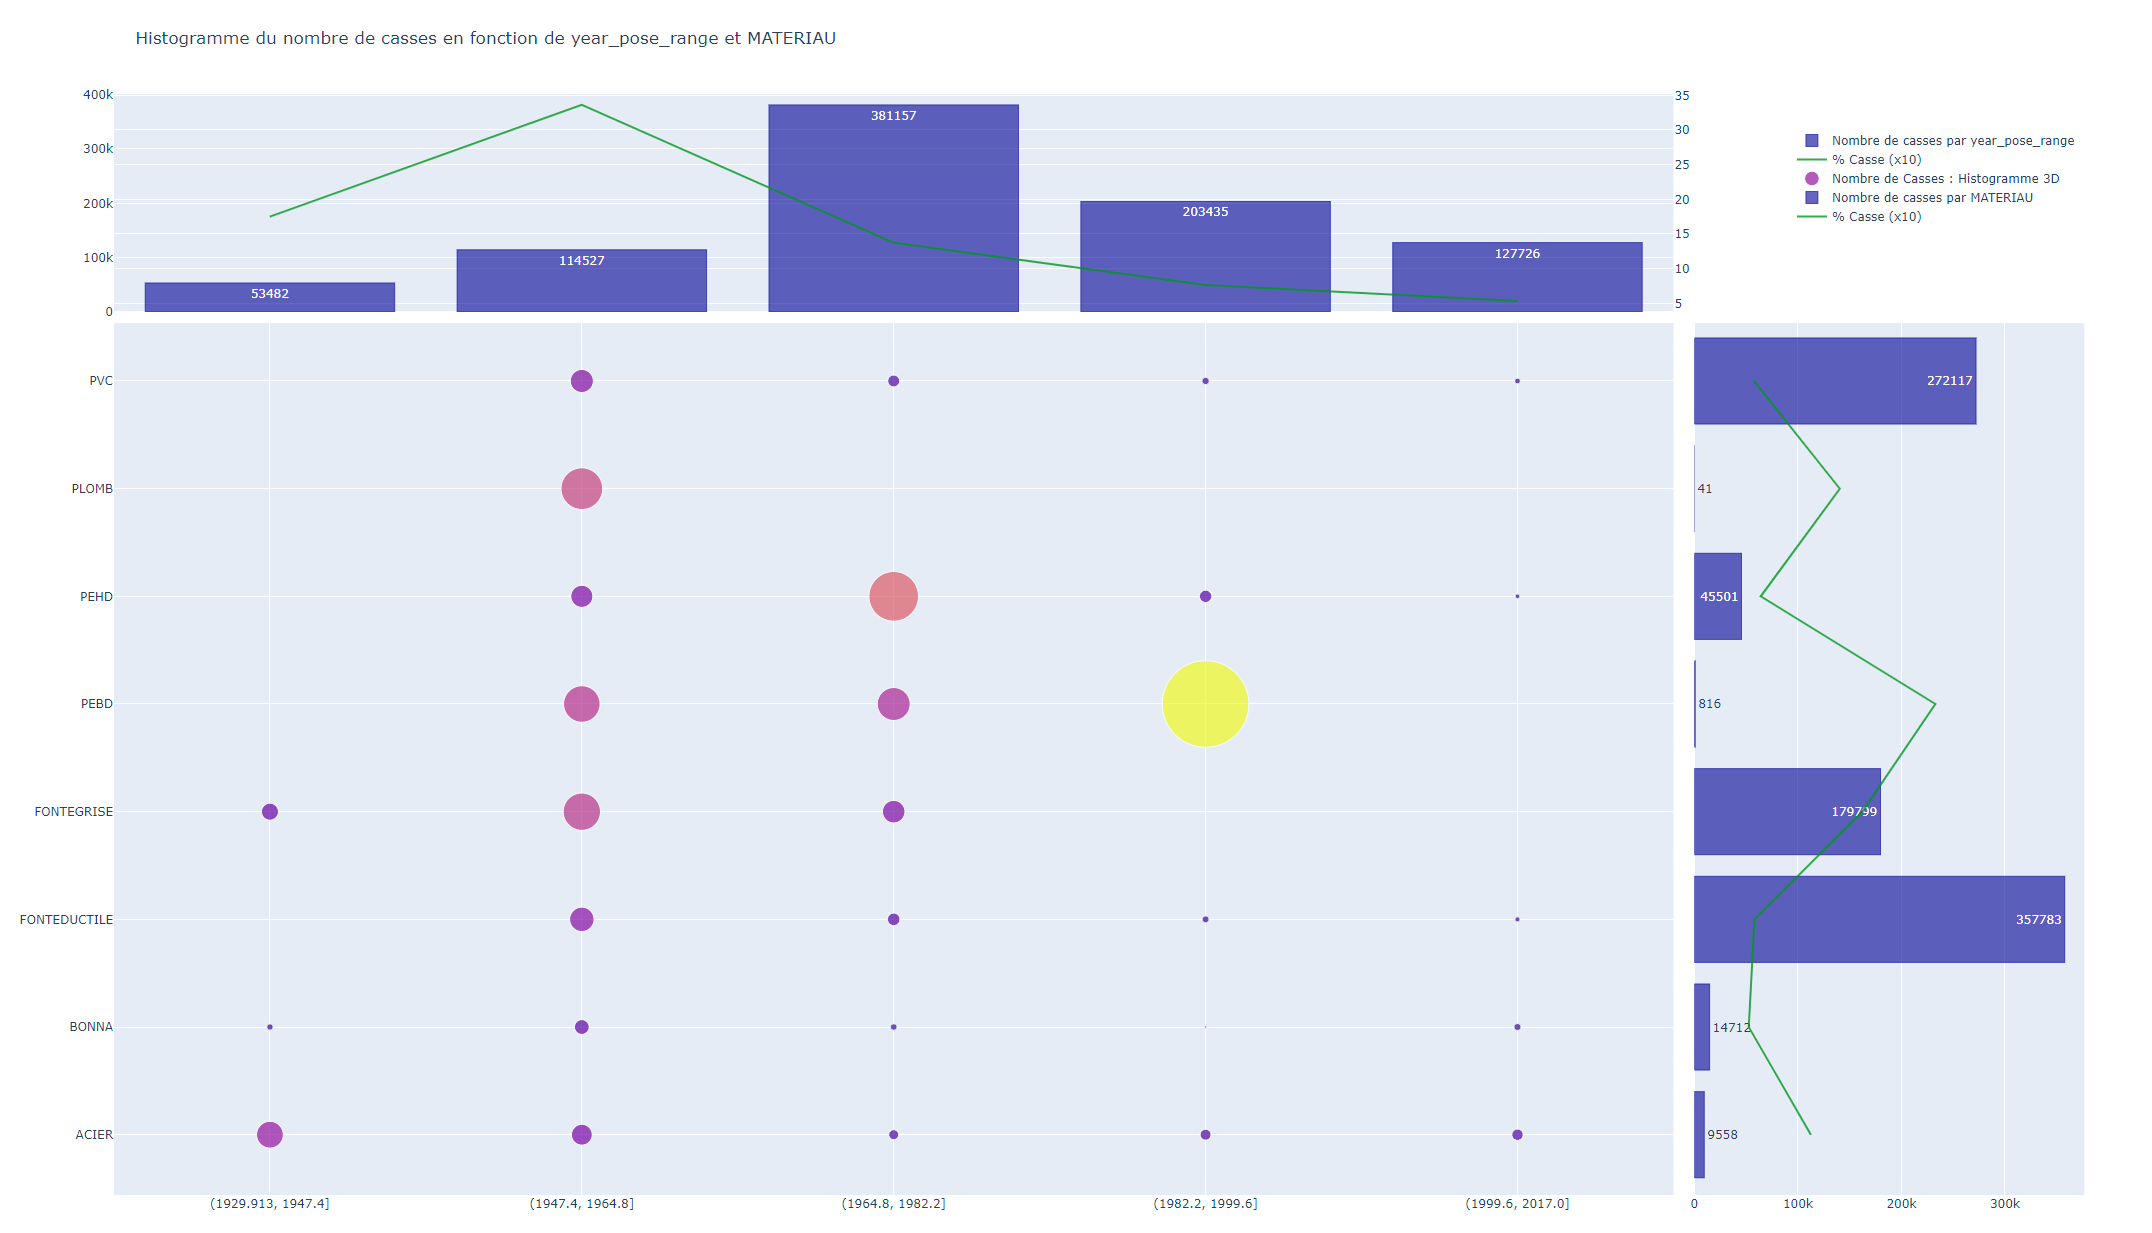 Histogramme du nombre de casses en fonction de year_pose_range et MATERIAU
400k
300k
200k
100k
0
53482
114527
381157
203435
127726
35
30
25
20
15
10
5
Nombre de casses par year_pose_range
% Casse (x10)
Nombre de Casses : Histogramme 3D
Nombre de casses par MATERIAU
% Casse (x10)
PVC
PLOMB
PEHD
PEBD
FONTEGRISE
FONTEDUCTILE
BONNA
ACIER
(1929.913, 1947.4]
(1947.4, 1964.8]
(1964.8, 1982.2]
(1982.2, 1999.6]
(1999.6, 2017.0]
272117
41
45501
816
179799
357783
14712
9558
0
100k
200k
300k